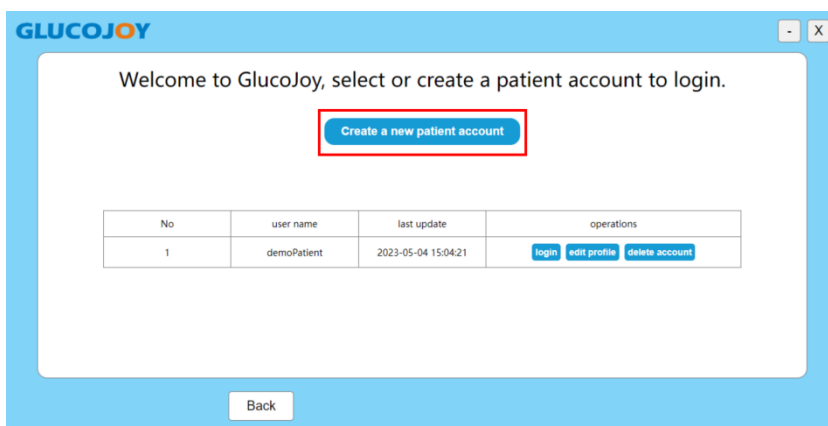 GLUCOJOY - X
Welcome to GlucoJoy, select or create a patient account to login.
Create a new patient account
No user name last update operations
1 demoPatient 2023-05-04 15:04:21 login edit profile delete account
Back